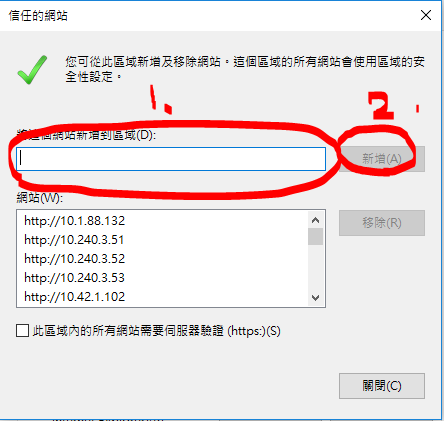 信任的網站
您可從此區域新增及移除網站。這個區域的所有網站會使用區域的安
全性設定。
1.
2.
將這個網站新增到區域(D):
新增(A)
網站(W):
http://10.1.88.132
移除(R)
http://10.240.3.51
http://10.240.3.52
http://10.240.3.53
http://10.42.1.102
此區域內的所有網站需要伺服器驗證 (https:)(S)
關閉(C)